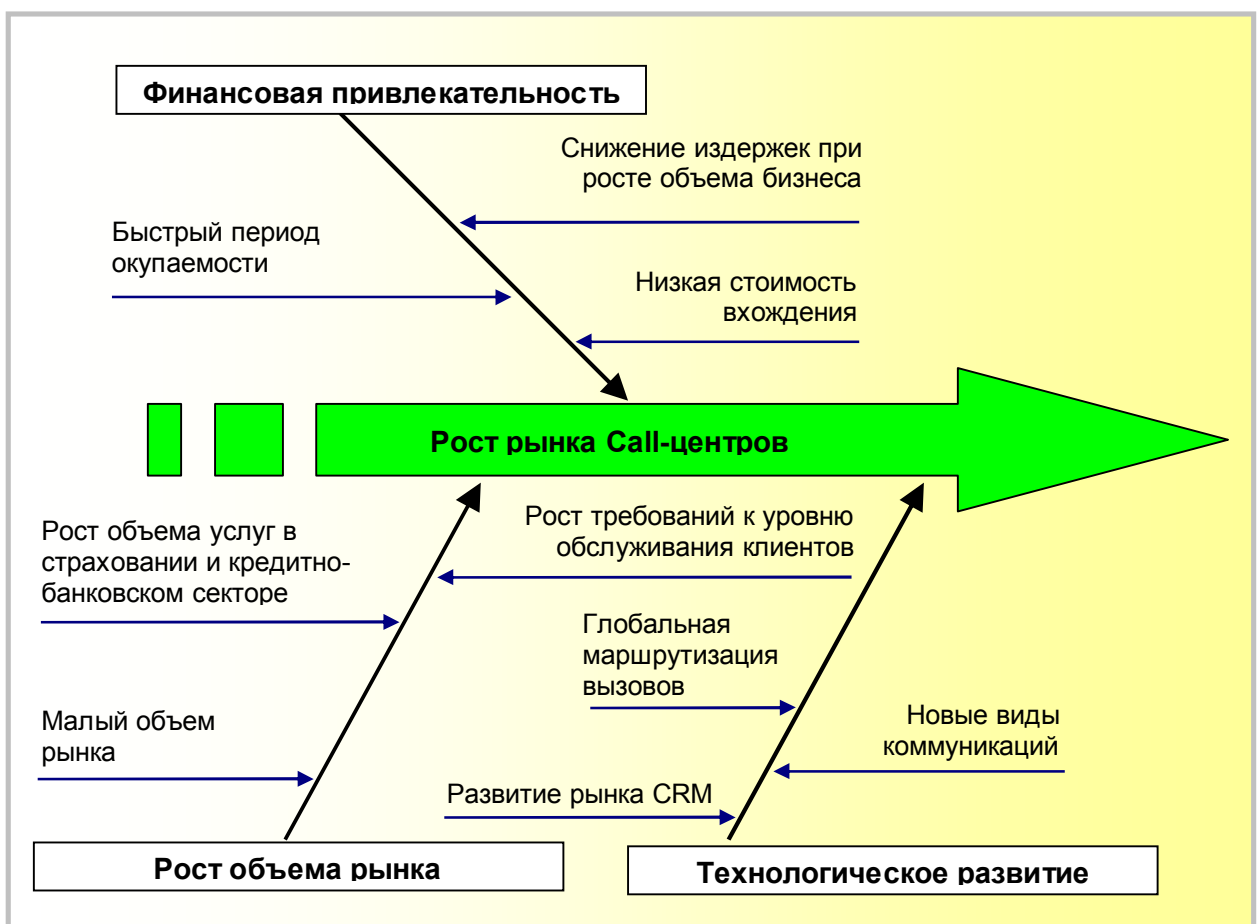 Финансовая привлекательность
Снижение издержек при
росте объема бизнеса
Быстрый период
окупаемости
Низкая стоимость
вхождения
Рост рынка Call-центров
Рост объема услуг в
страховании и кредитно-
банковском секторе
Рост требований к уровню
обслуживания клиентов
Глобальная
маршрутизация
вызовов
Малый объем
рынка
Новые виды
коммуникаций
Развитие рынка CRM
Рост объема рынка
Технологическое развитие